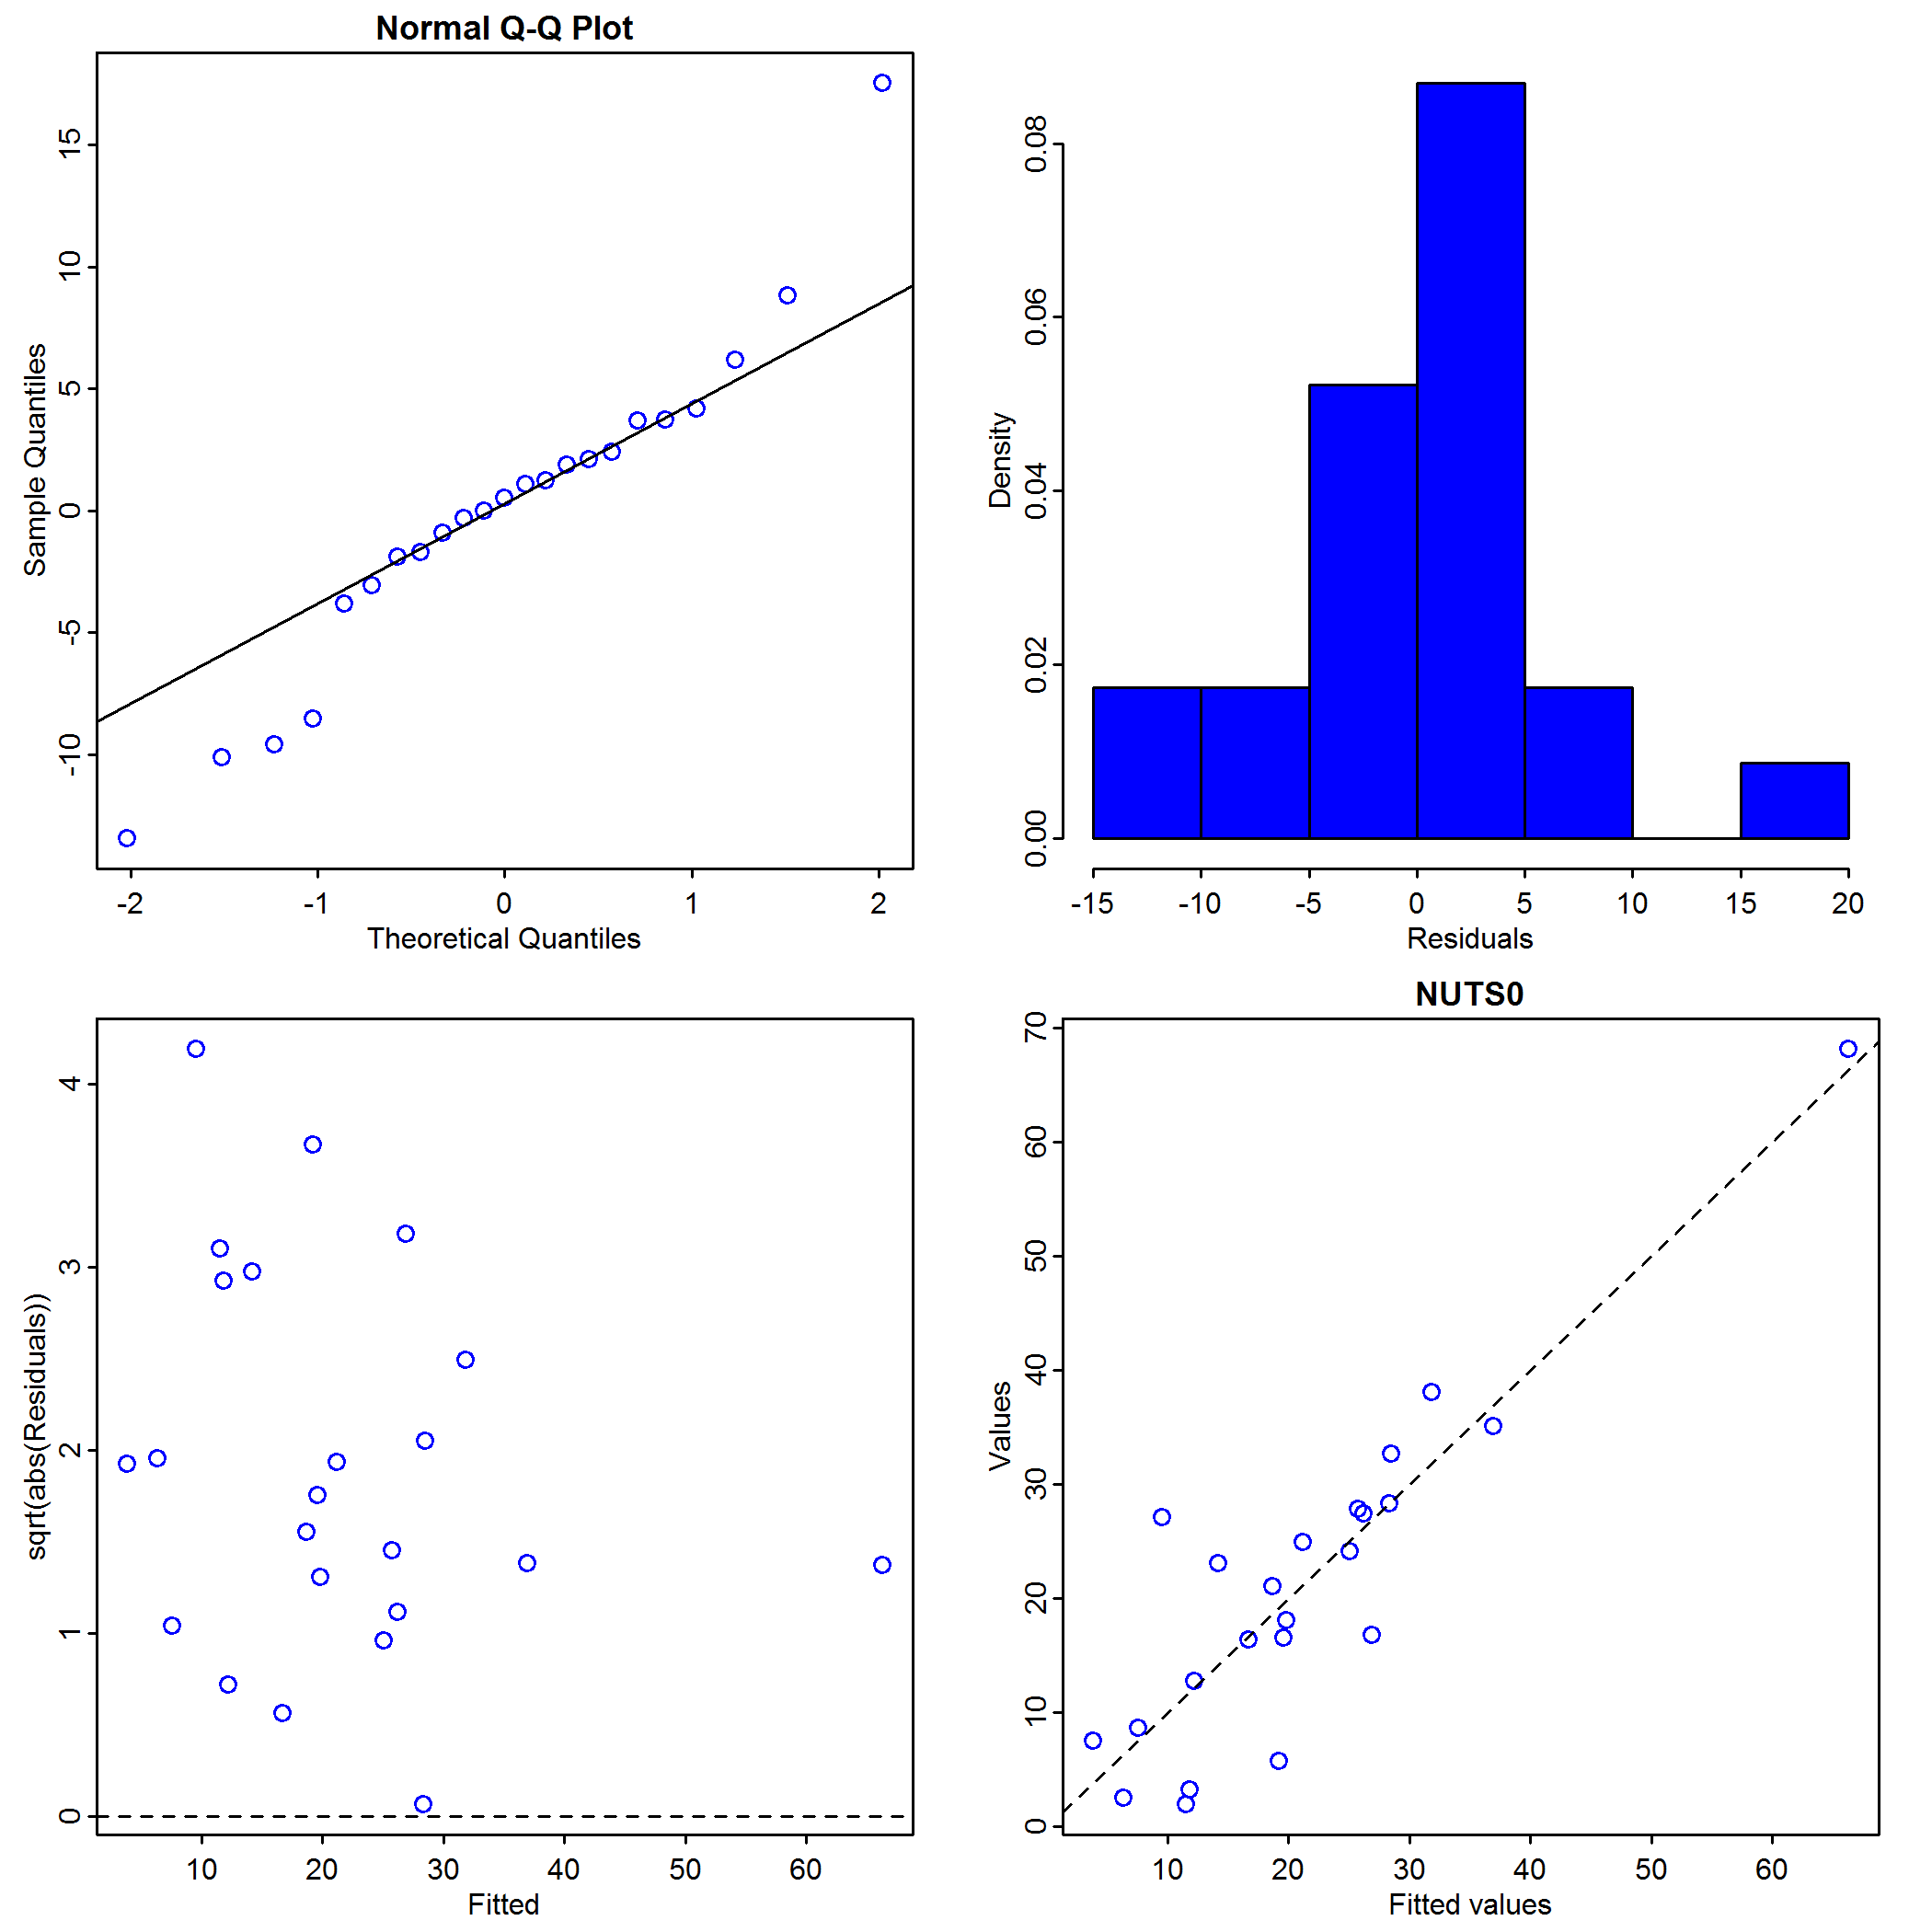 Normal Q-Q Plot
15
10
5
0
-5
-10
Sample Quantiles
-2 -1 0 1 2
Theoretical Quantiles
0.08
0.06
0.04
0.02
0.00
Density
-15 -10 -5 0 5 10 15 20
Residuals
4
3
2
1
0
sqrt(abs(Residuals))
10 20 30 40 50 60
Fitted
NUTS0
70
60
50
40
30
20
10
0
Values
10 20 30 40 50 60
Fitted values